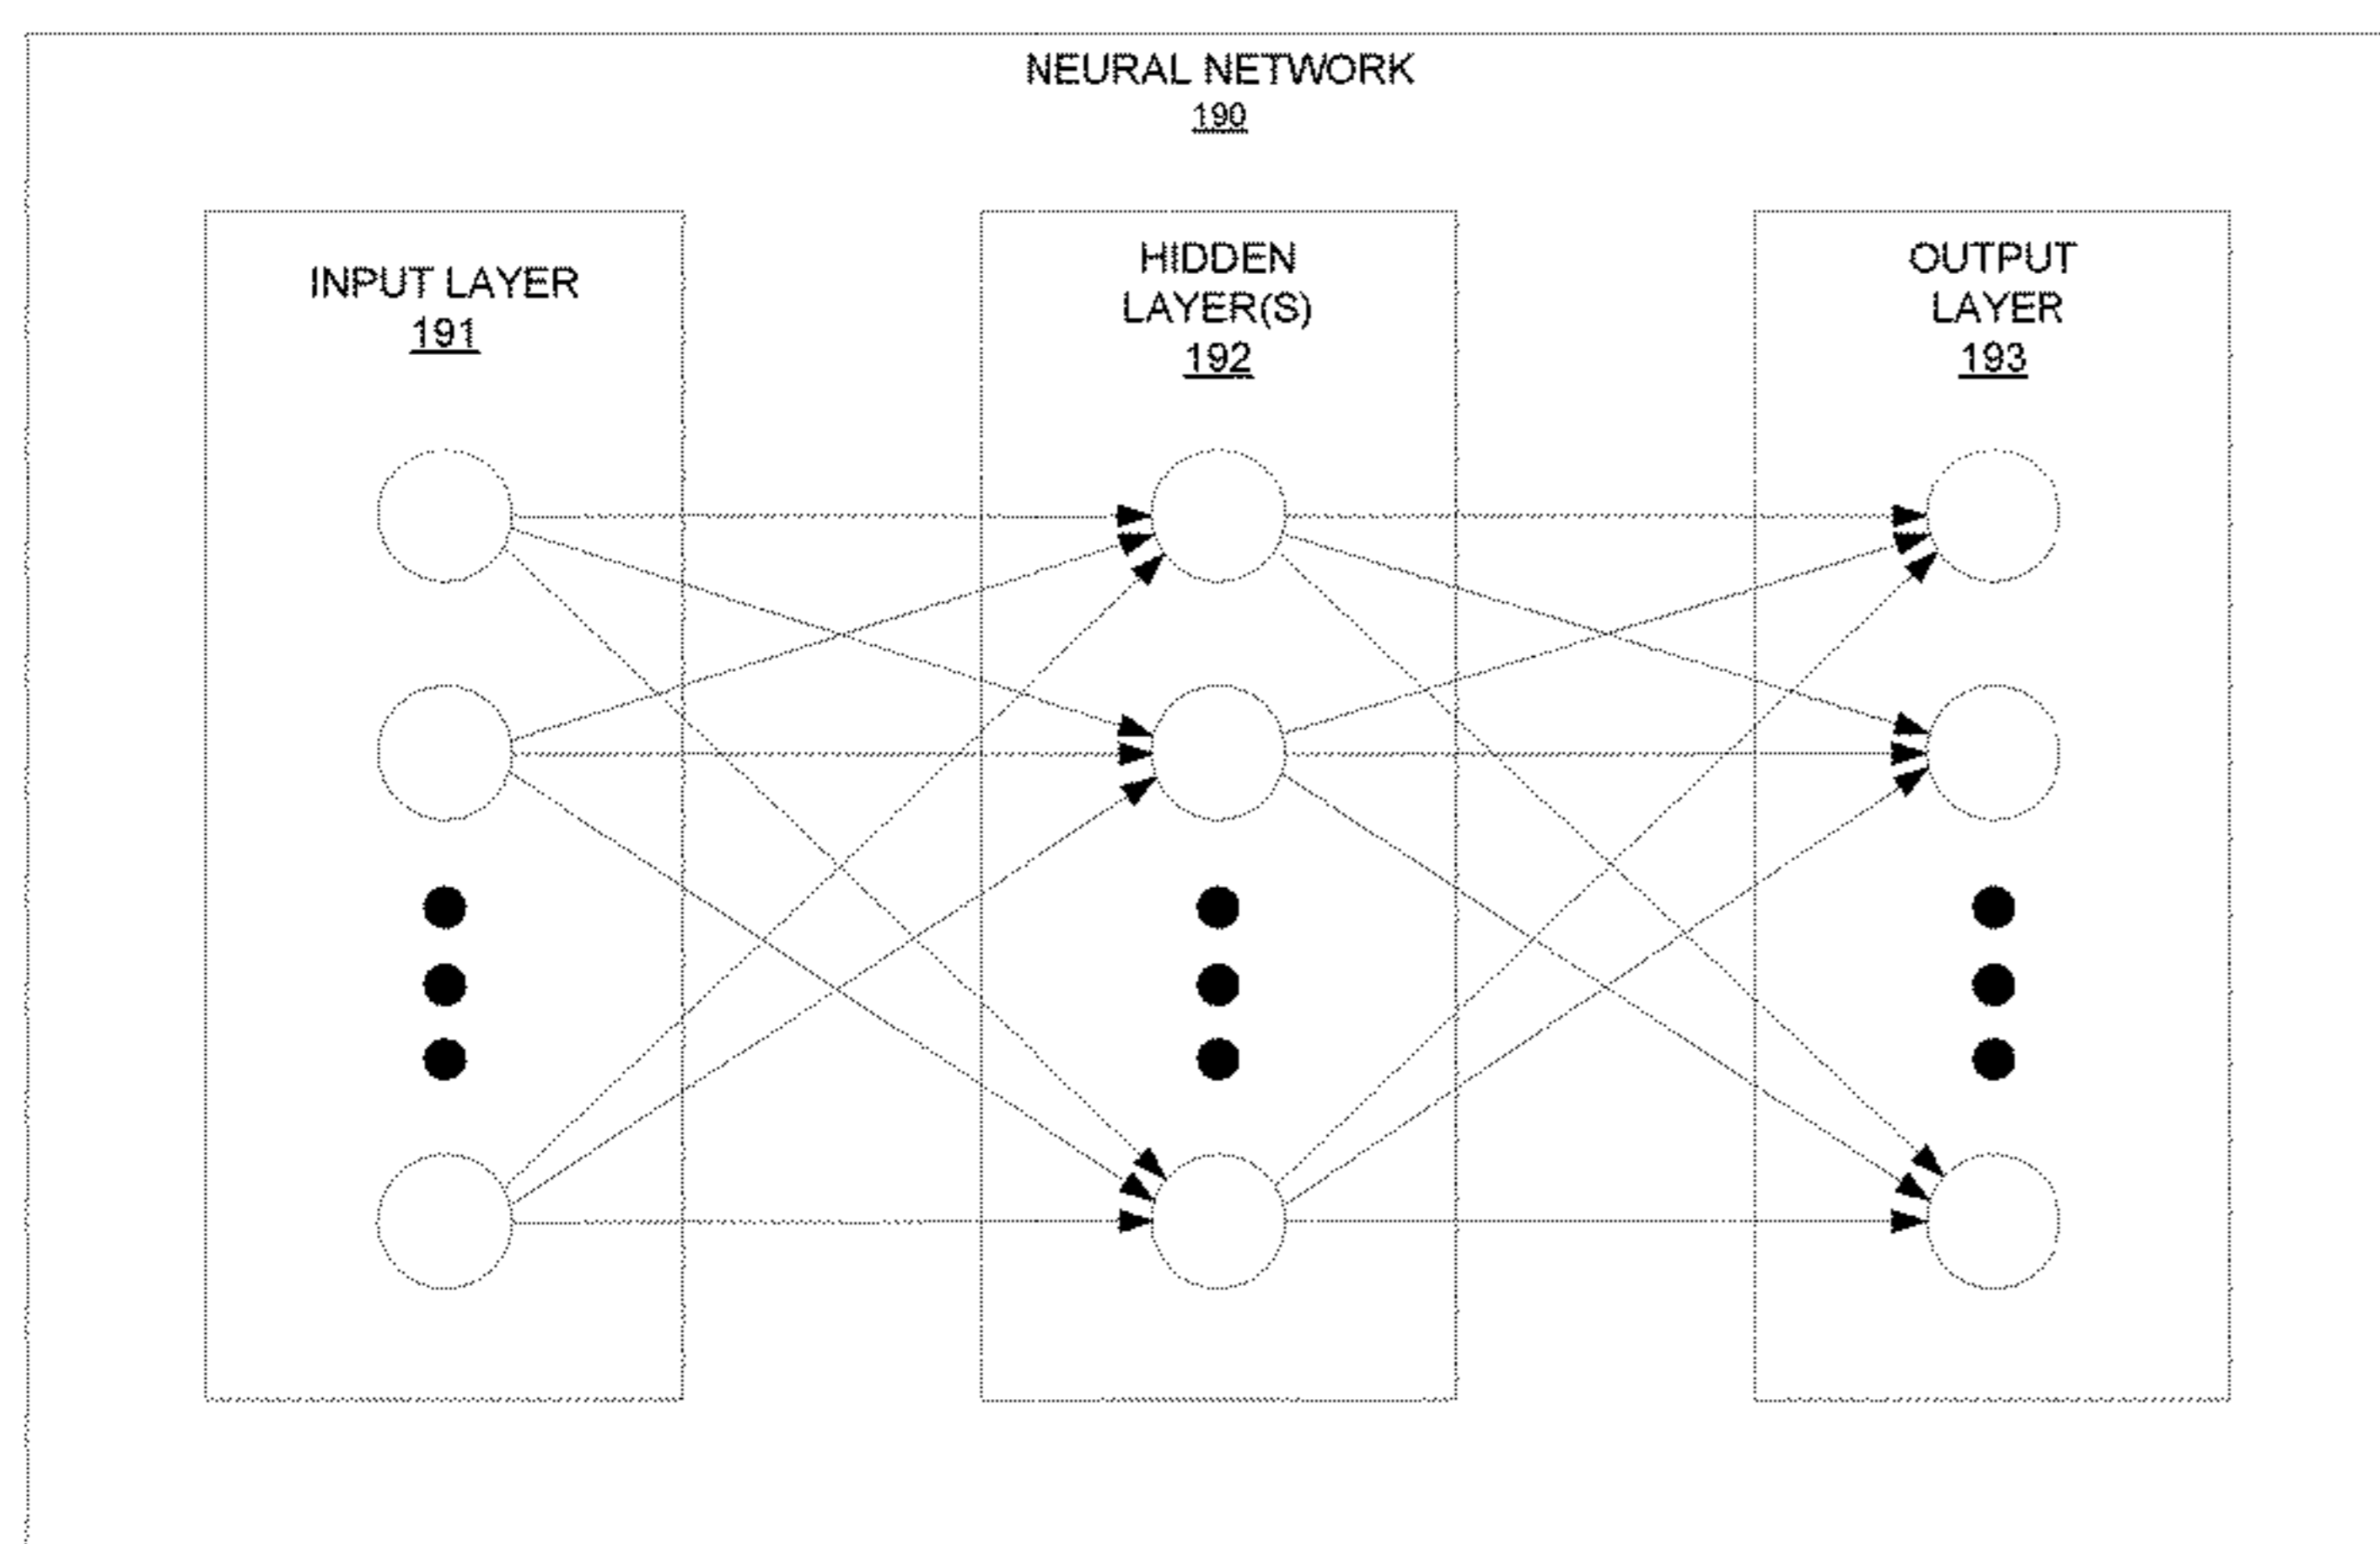 NEURAL NETWORK
190
INPUT LAYER
191
HIDDEN
LAYER(S)
192
OUTPUT
LAYER
193